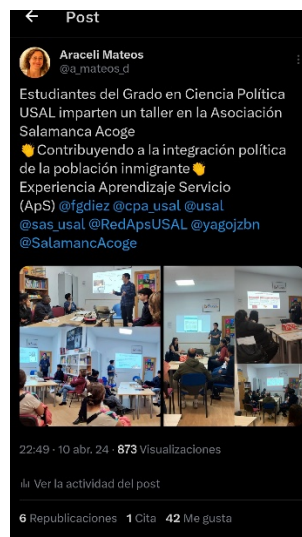 Post
Araceli Mateos
@a_mateos_d
Estudiantes del Grado en Ciencia Política
USAL imparten un taller en la Asociación
Salamanca Acoge
👏Contribuyendo a la integración política
de la población inmigrante👏
Experiencia Aprendizaje Servicio
(ApS) @fgdiez @cpa_usal @usal
@sas_usal @RedApsUSAL @yagojzbn
@SalamancAcoge
22:49 · 10 abr. 24 · 873 Visualizaciones
Ver la actividad del post
6 Republicaciones 1 Cita 42 Me gusta